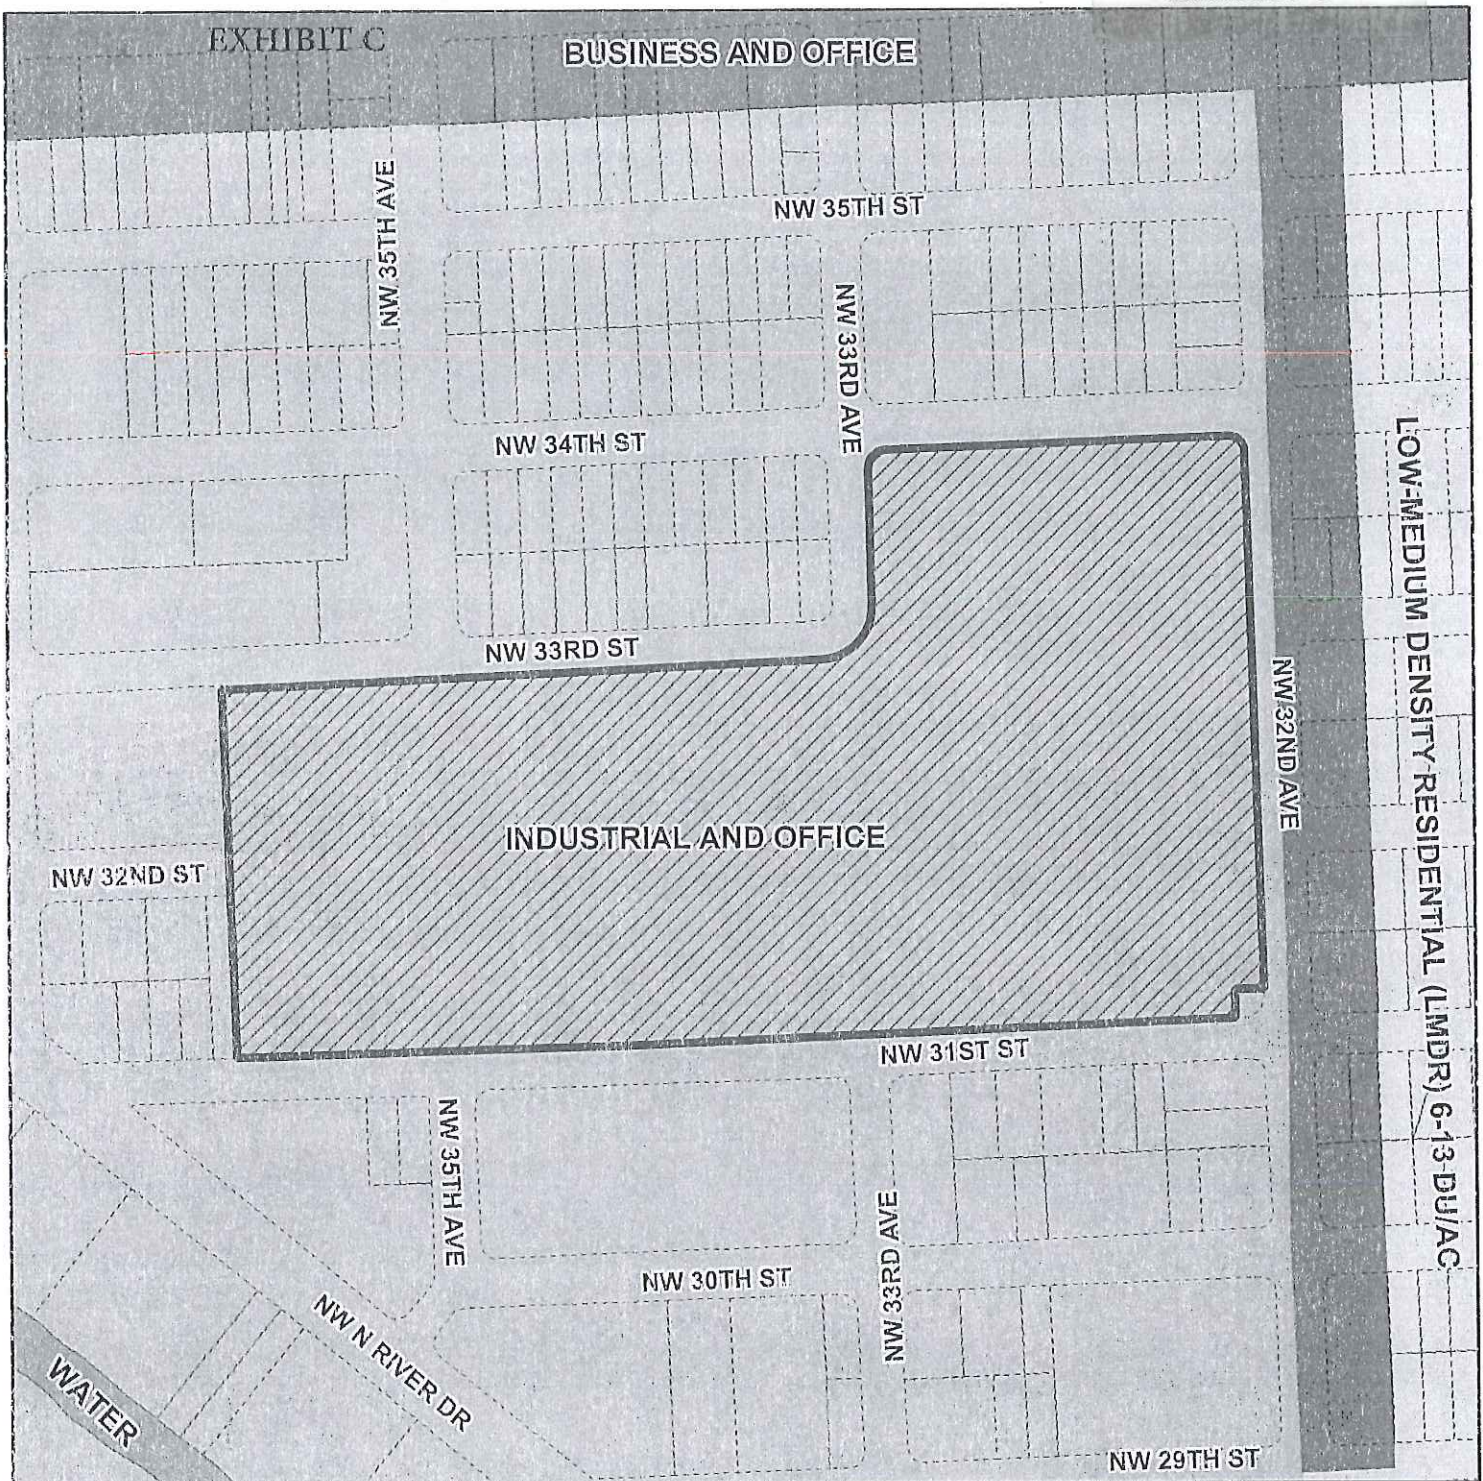 EXHIBIT C
BUSINESS AND OFFICE
NW 35TH AVE
NW 35TH ST
NW 33RD AVE
NW 34TH ST
LOW-MEDIUM DENSITY RESIDENTIAL (LMDR) 6-13 DU/AC
NW 33RD ST
NW 32ND AVE
INDUSTRIAL AND OFFICE
NW 32ND ST
NW 31ST ST
NW 35TH AVE
NW 33RD AVE
NW 30TH ST
NW N RIVER DR
WATER
NW 29TH ST